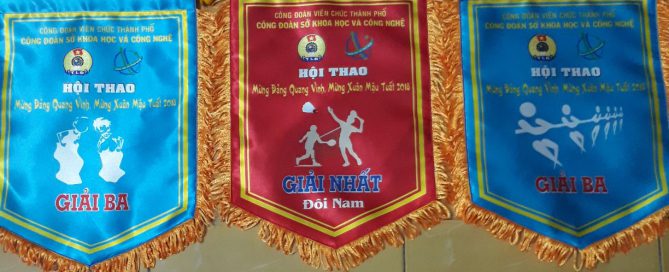 CÔNG ĐOÀN VIÊN CHỨC THÀNH PHỐ
CÔNG ĐOÀN SỞ KHOA HỌC VÀ CÔNG NGHỆ
HỘI THAO
Mừng Đảng Quang Vinh, Mừng Xuân Mậu Tuất 2018
GIẢI BA
CÔNG ĐOÀN VIÊN CHỨC THÀNH PHỐ
CÔNG ĐOÀN SỞ KHOA HỌC VÀ CÔNG NGHỆ
HỘI THAO
Mừng Đảng Quang Vinh, Mừng Xuân Mậu Tuất 2018
GIẢI NHẤT
Đôi Nam
CÔNG ĐOÀN VIÊN CHỨC THÀNH PHỐ
CÔNG ĐOÀN SỞ KHOA HỌC VÀ CÔNG NGHỆ
HỘI THAO
Mừng Đảng Quang Vinh, Mừng Xuân Mậu Tuất 2018
GIẢI BA